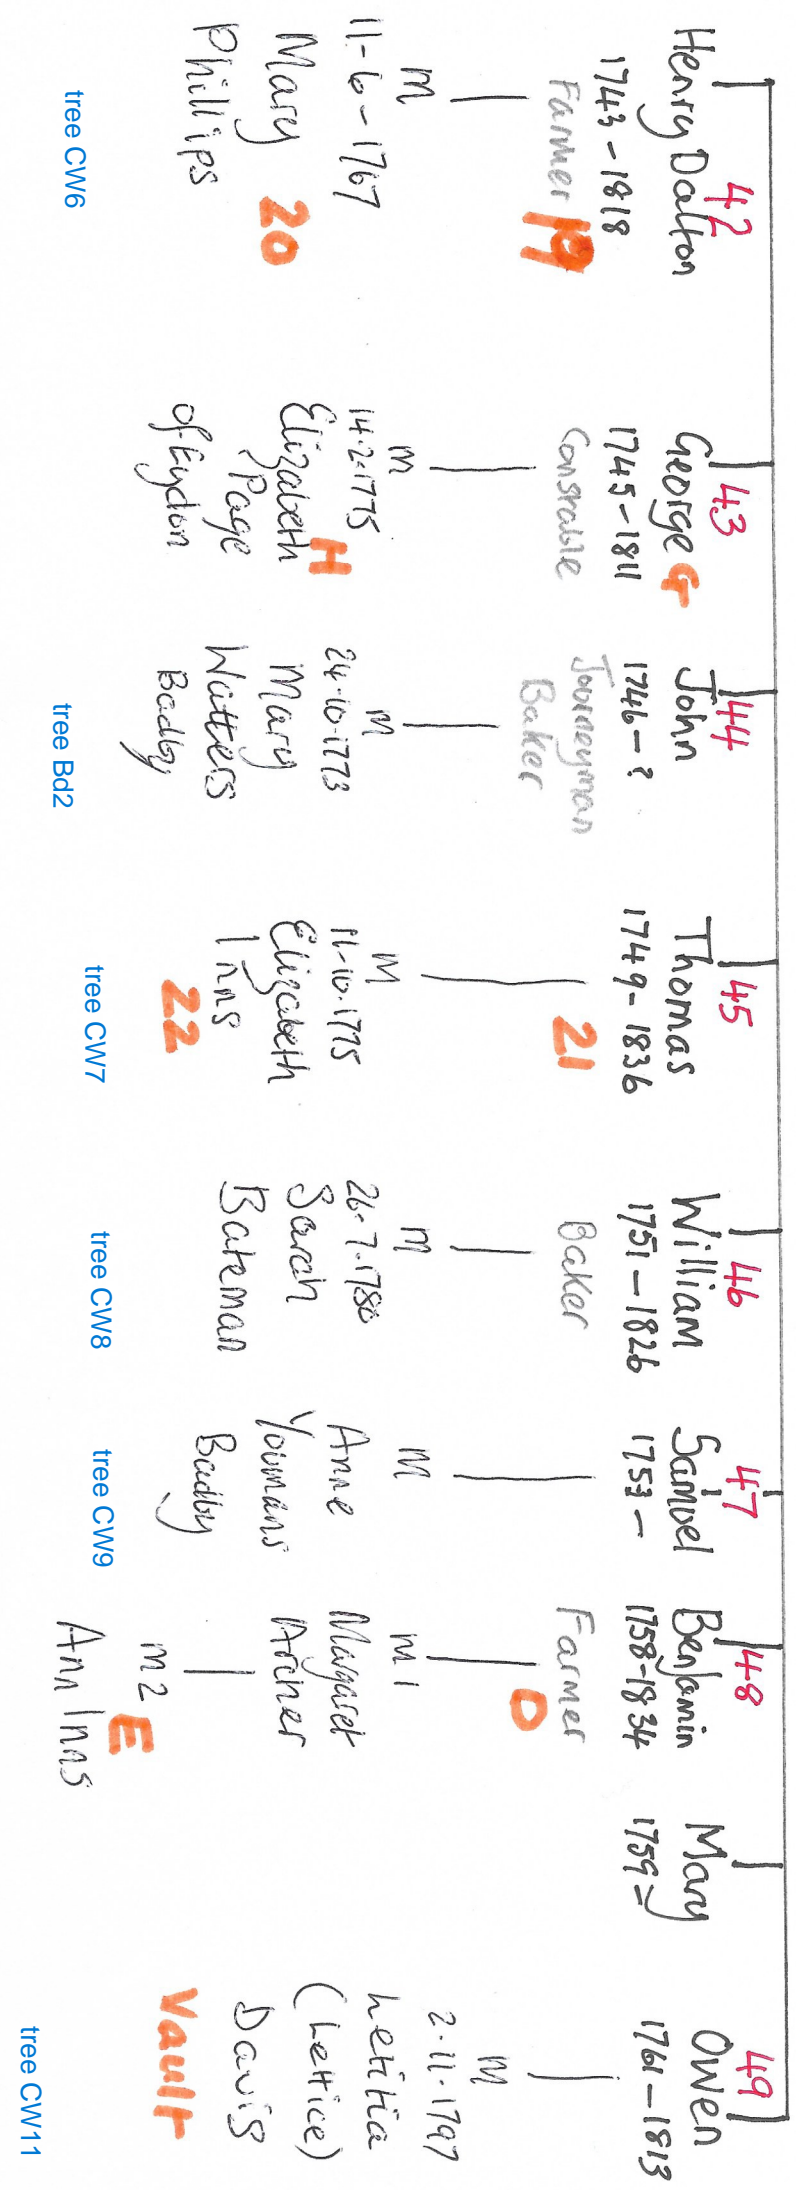 42
Henry Dalton
1743-1818
Farmer 19
M
11-6-1767
Mary
20
Phillips
tree CW6
43
George G
1745-1811
Constable
M
14.2.1775
Elizabeth H
Page
of Eydon
44
John
1746-?
Journeyman
Baker
M
24.10.1773
Mary
Watters
Badby
tree Bd2
45
Thomas
1749-1836
21
M
11-10.1775
Elizabeth
Inns
22
tree CW7
46
William
1751-1826
Baker
M
26.7.1780
Sarah
Bateman
tree CW8
47
Samuel
1753-
M
Anne
Youmans
Badby
tree CW9
48
Benjamin
1758-1834
Farmer
D
M1
Margaret
Archer
M2
E
Ann Inns
Mary
1759=
49
Owen
1761-1813
M
2.11.1797
Letitia
(Lettice)
Davis
Vault
tree CW11